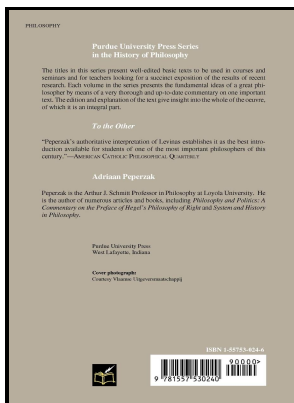 PHILOSOPHY
Purdue University Press Series
in the History of Philosophy
The titles in this series present well-edited basic texts to be used in courses and
seminars and for teachers looking for a succinct exposition of the results of recent
research. Each volume in the series presents the fundamental ideas of a great phi-
losopher by means of a very thorough and up-to-date commentary on one important
text. The edition and explanation of the text give insight into the whole of the oeuvre,
of which it is an integral part.
To the Other
“Peperzak’s authoritative interpretation of Levinas establishes it as the best intro-
duction available for students of one of the most important philosophers of this
century.”—AMERICAN CATHOLIC PHILOSOPHICAL QUARTERLY
Adriaan Peperzak
Peperzak is the Arthur J. Schmitt Professor in Philosophy at Loyola University. He
is the author of numerous articles and books, including Philosophy and Politics: A
Commentary on the Preface of Hegel’s Philosophy of Right and System and History
in Philosophy.
Purdue University Press
West Lafayette, Indiana
Cover photograph:
Courtesy Vlaamse Uitgeversmaatschappij
ISBN 1-55753-024-6
90000>
9 781557 530240